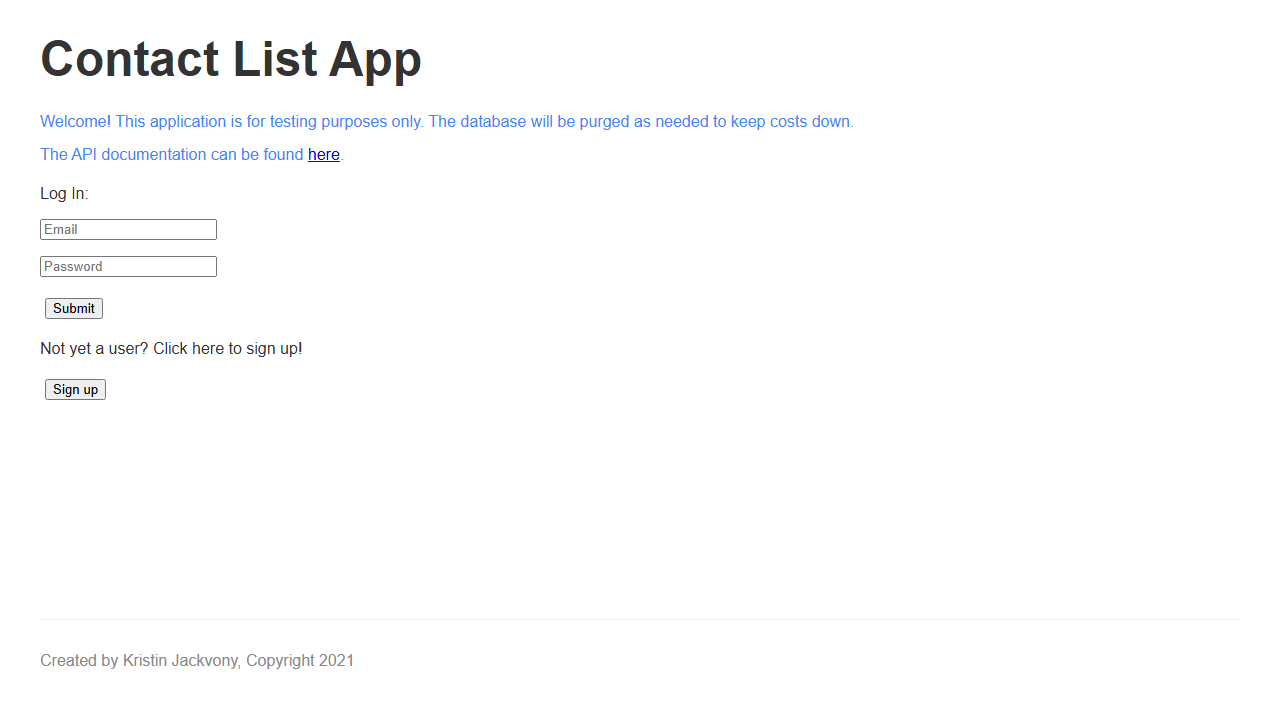 Contact List App
Welcome! This application is for testing purposes only. The database will be purged as needed to keep costs down.
The API documentation can be found here.
Log In:
Email
Password
Submit
Not yet a user? Click here to sign up!
Sign up
Created by Kristin Jackvony, Copyright 2021